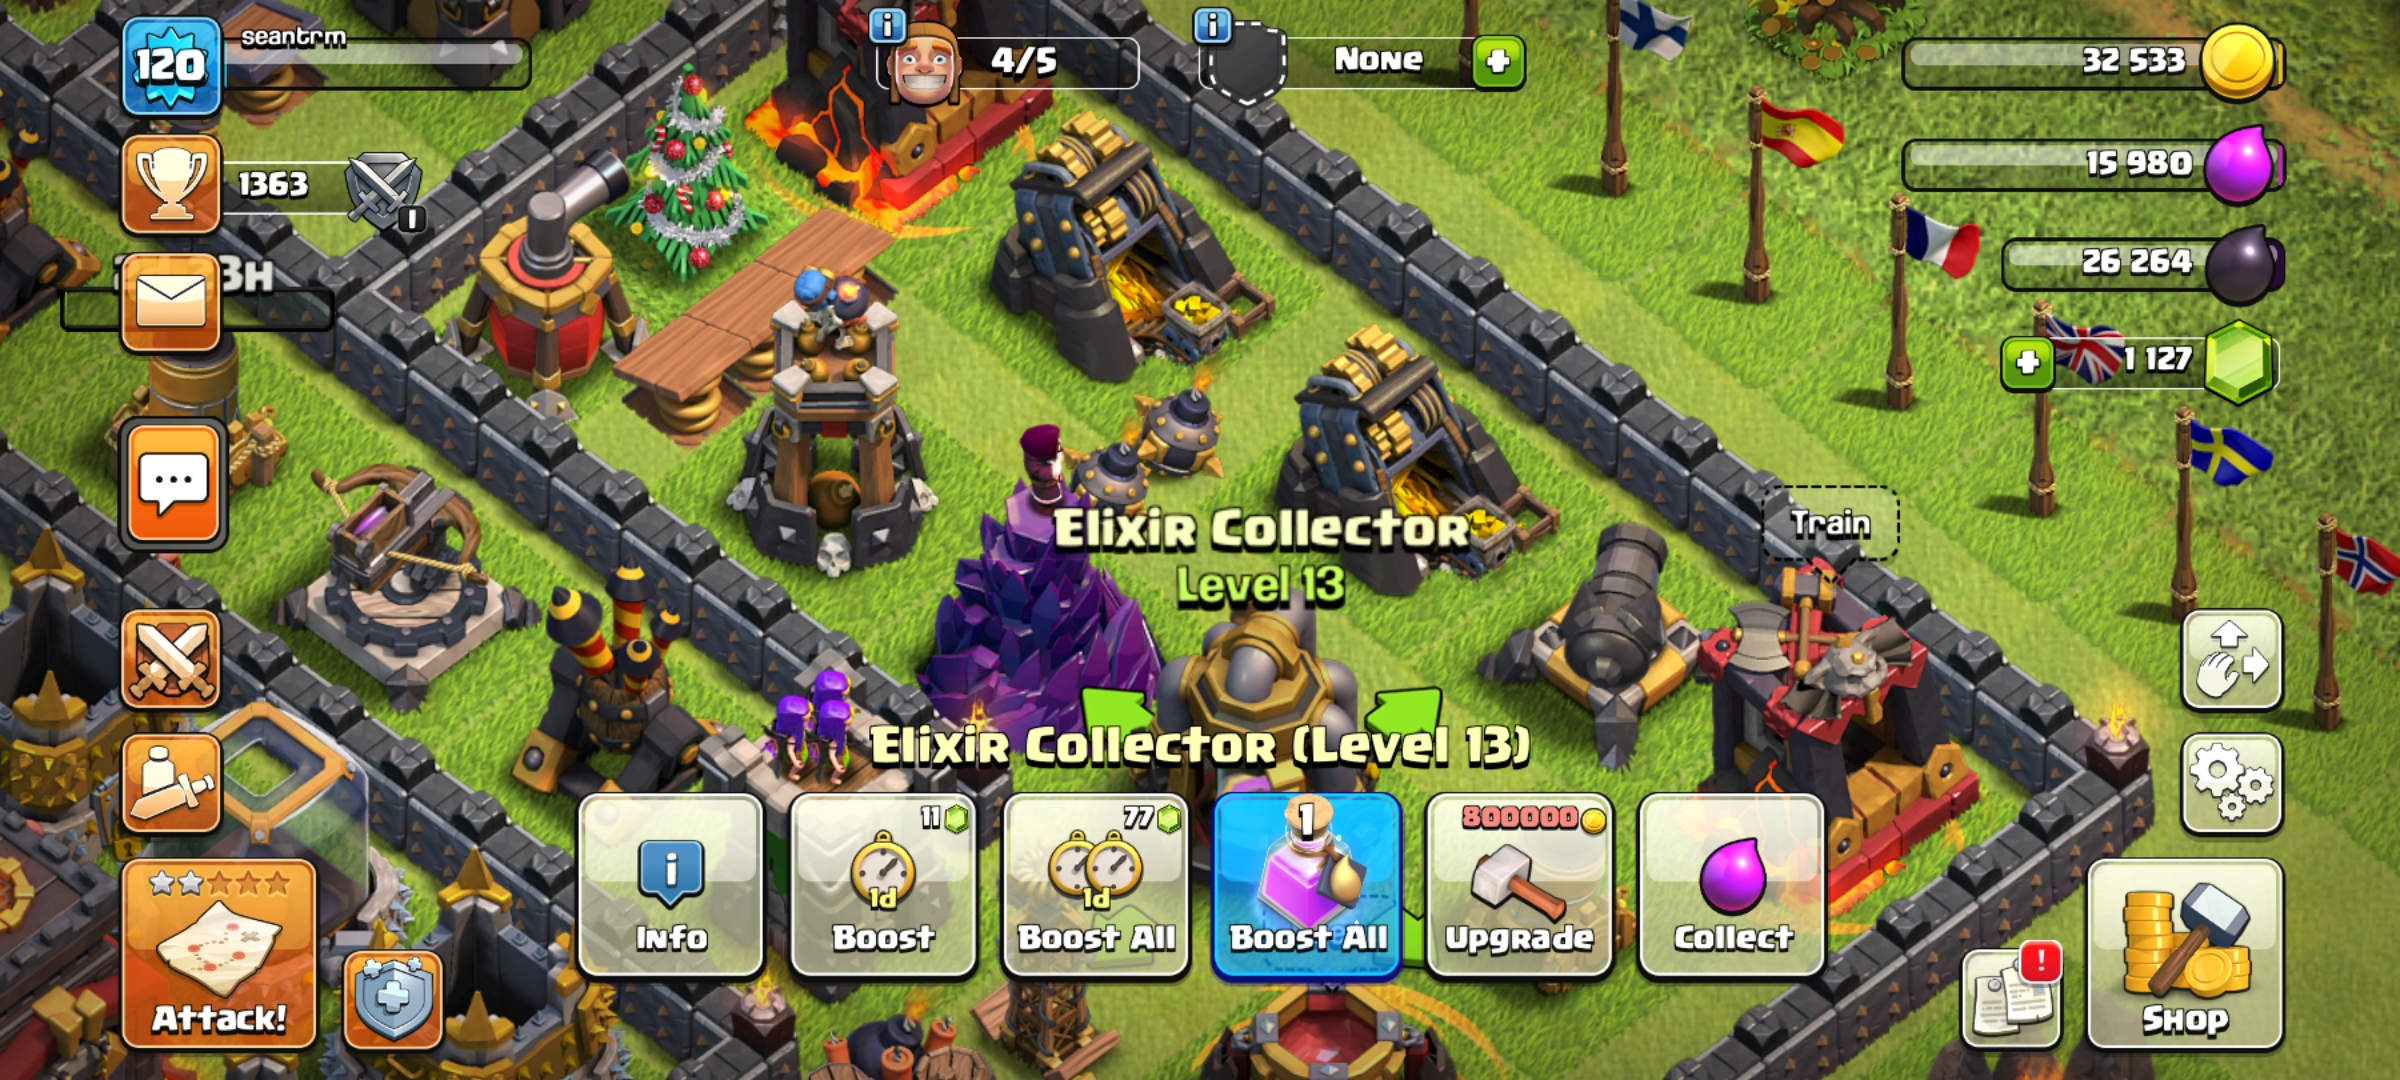 120
seantrm
4/5
None
32 533
1363
I
15 980
3H
26 264
1 127
Train
Elixir Collector
Level 13
Elixir Collector (Level 13)
11
77
1
800000
1d
1d
Info
Boost
Boost All
Boost All
Upgrade
Collect
Attack!
!
Shop